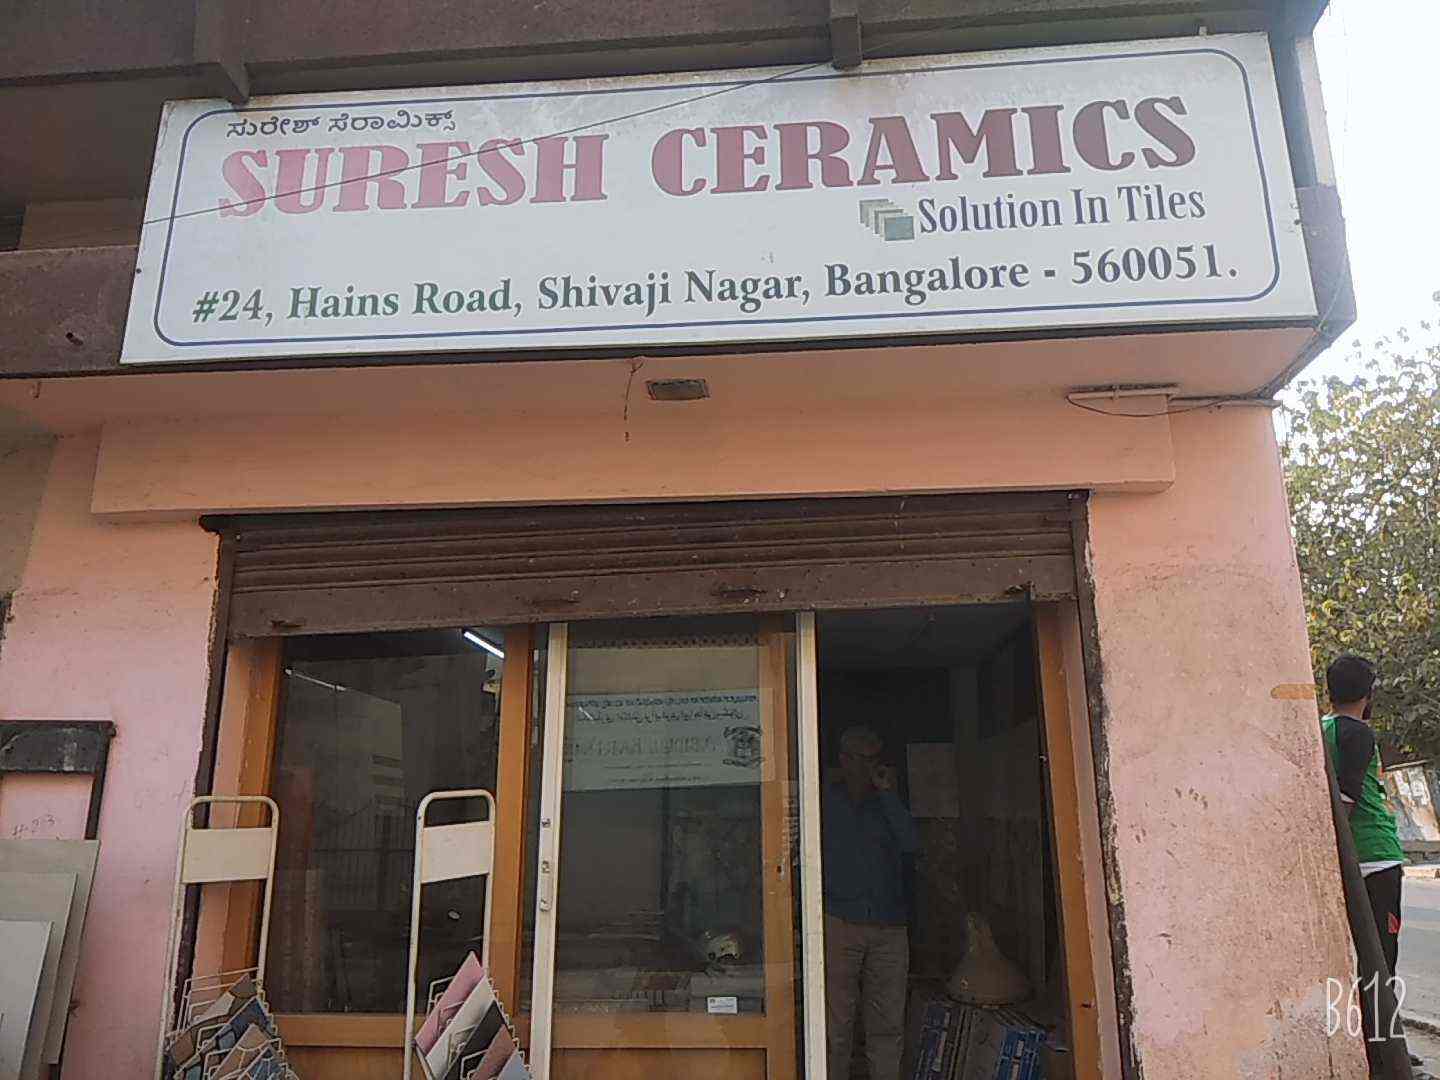 ಸುರೇಶ್ ಸೆರಾಮಿಕ್ಸ್
SURESH CERAMICS
Solution In Tiles
#24, Hains Road, Shivaji Nagar, Bangalore - 560051.
B612